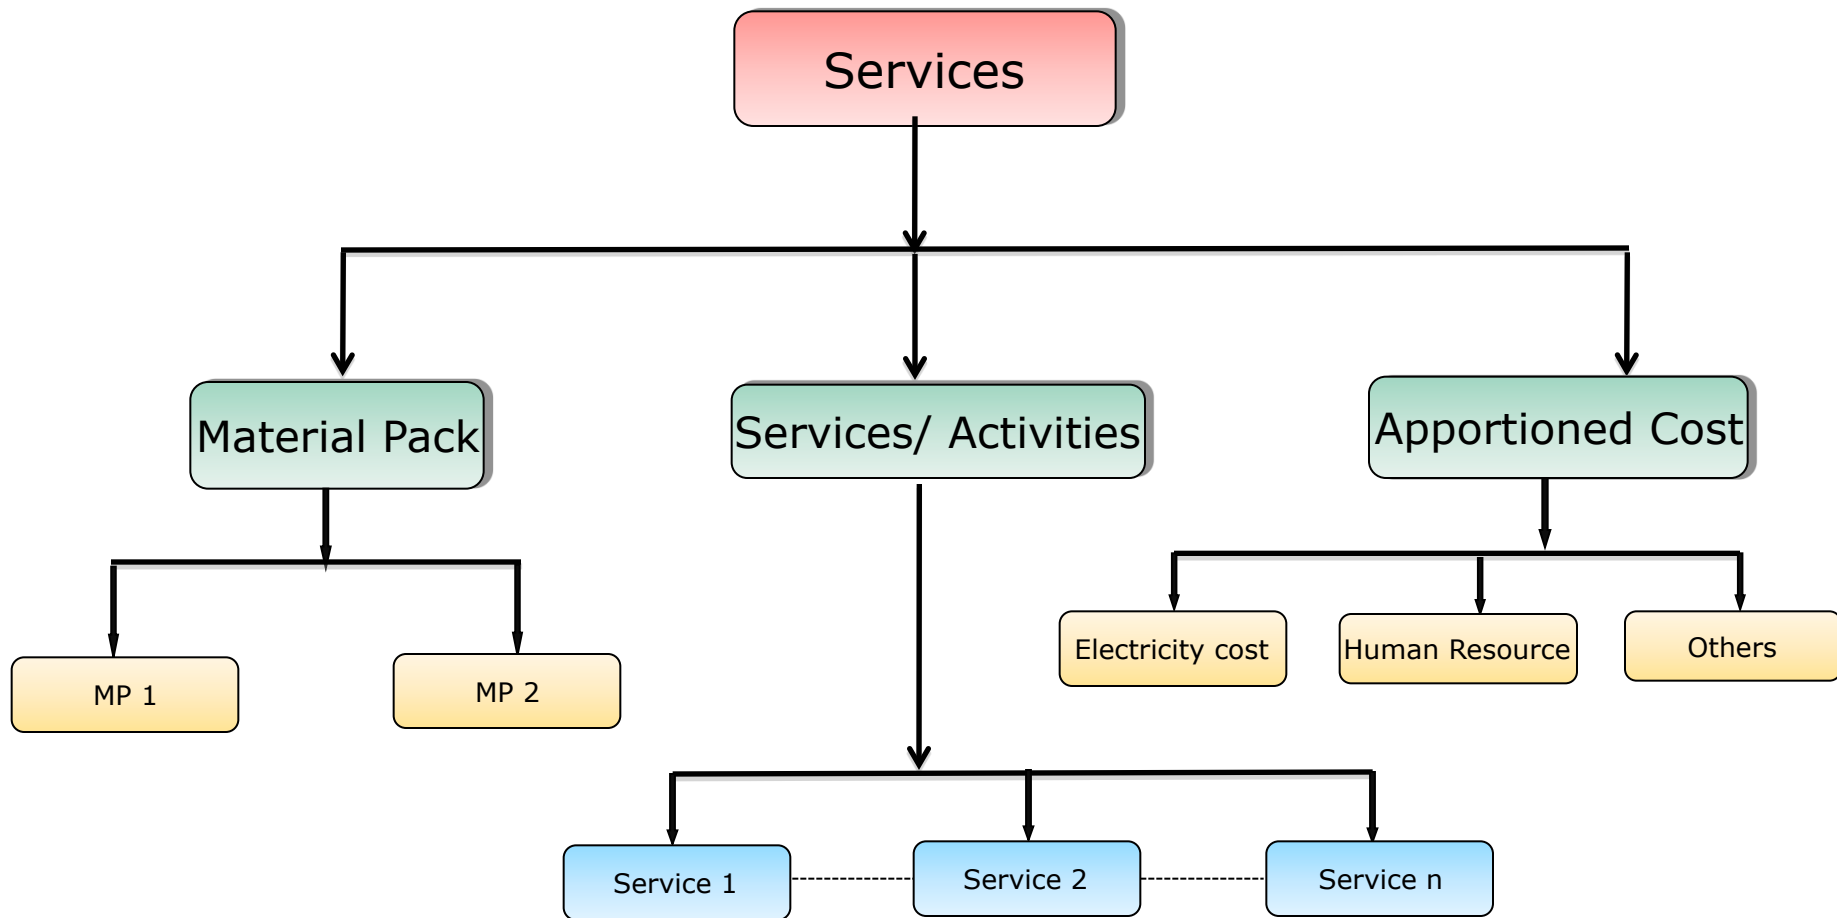 Services
Material Pack
Services/ Activities
Apportioned Cost
Electricity cost
Human Resource
Others
MP 1
MP 2
Service 1
Service 2
Service n